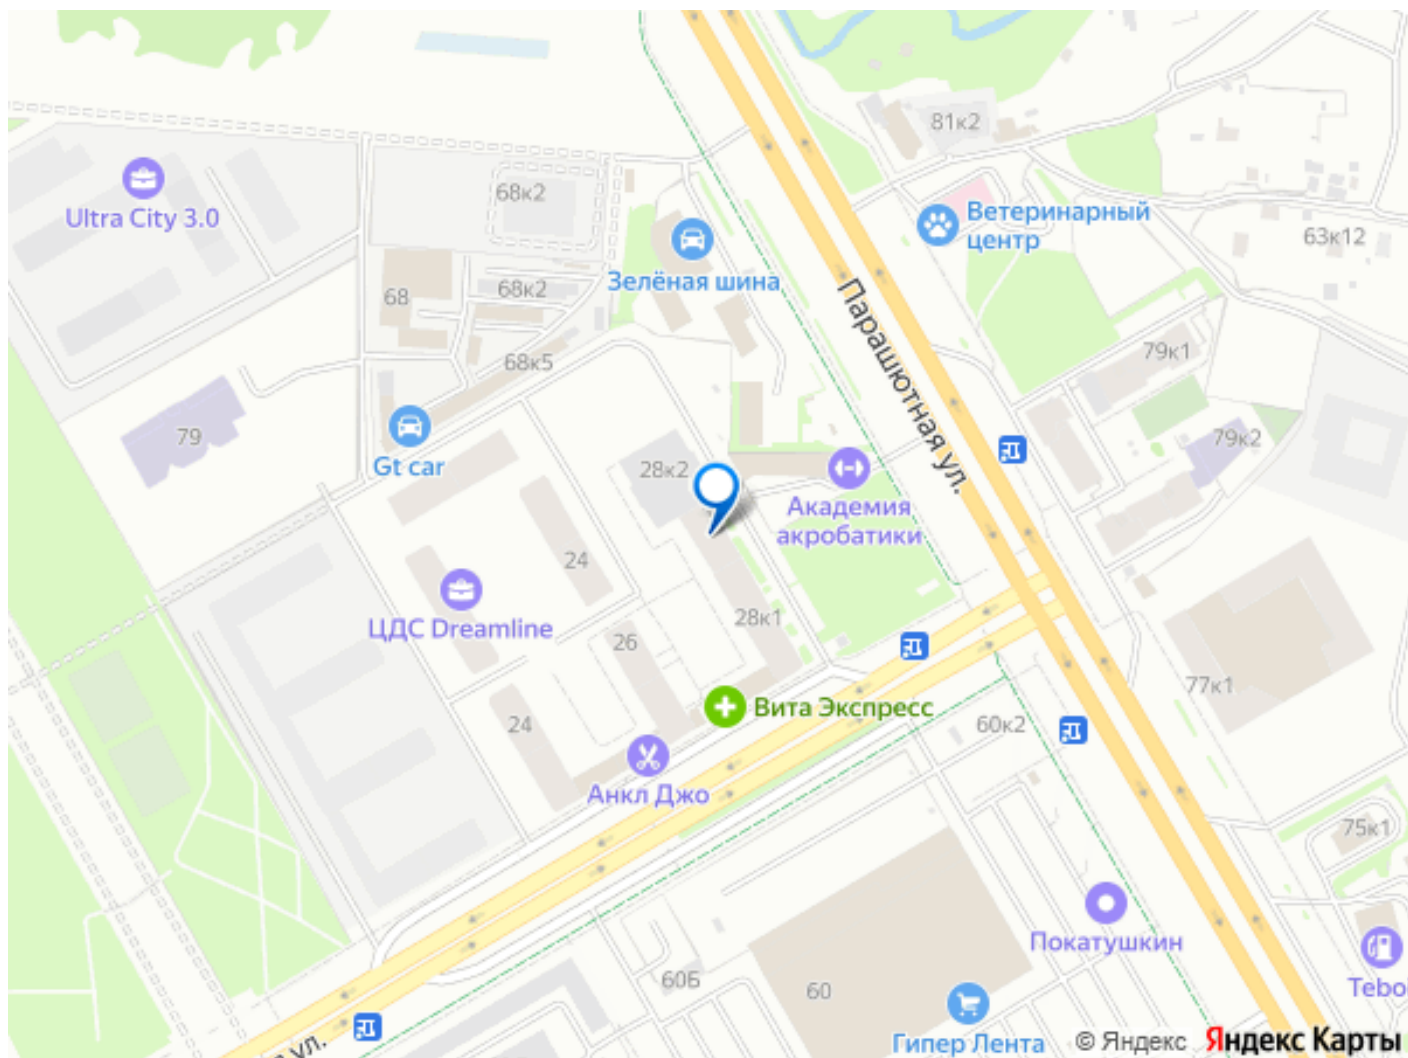 81к2
68к2
Ultra City 3.0
Ветеринарный
центр
63к12
Зелёная шина
68к2
68
Парашютная ул.
79к1
68к5
79
Gt car
79к2
28к2
Академия
акробатики
24
ЦДС Dreamline
28к1
26
77к1
Вита Экспресс
24
60к2
Анкл Джо
75к1
Покатушкин
60Б
60
Tebo
ул.
Гипер Лента
© Яндекс
Яндекс Карты